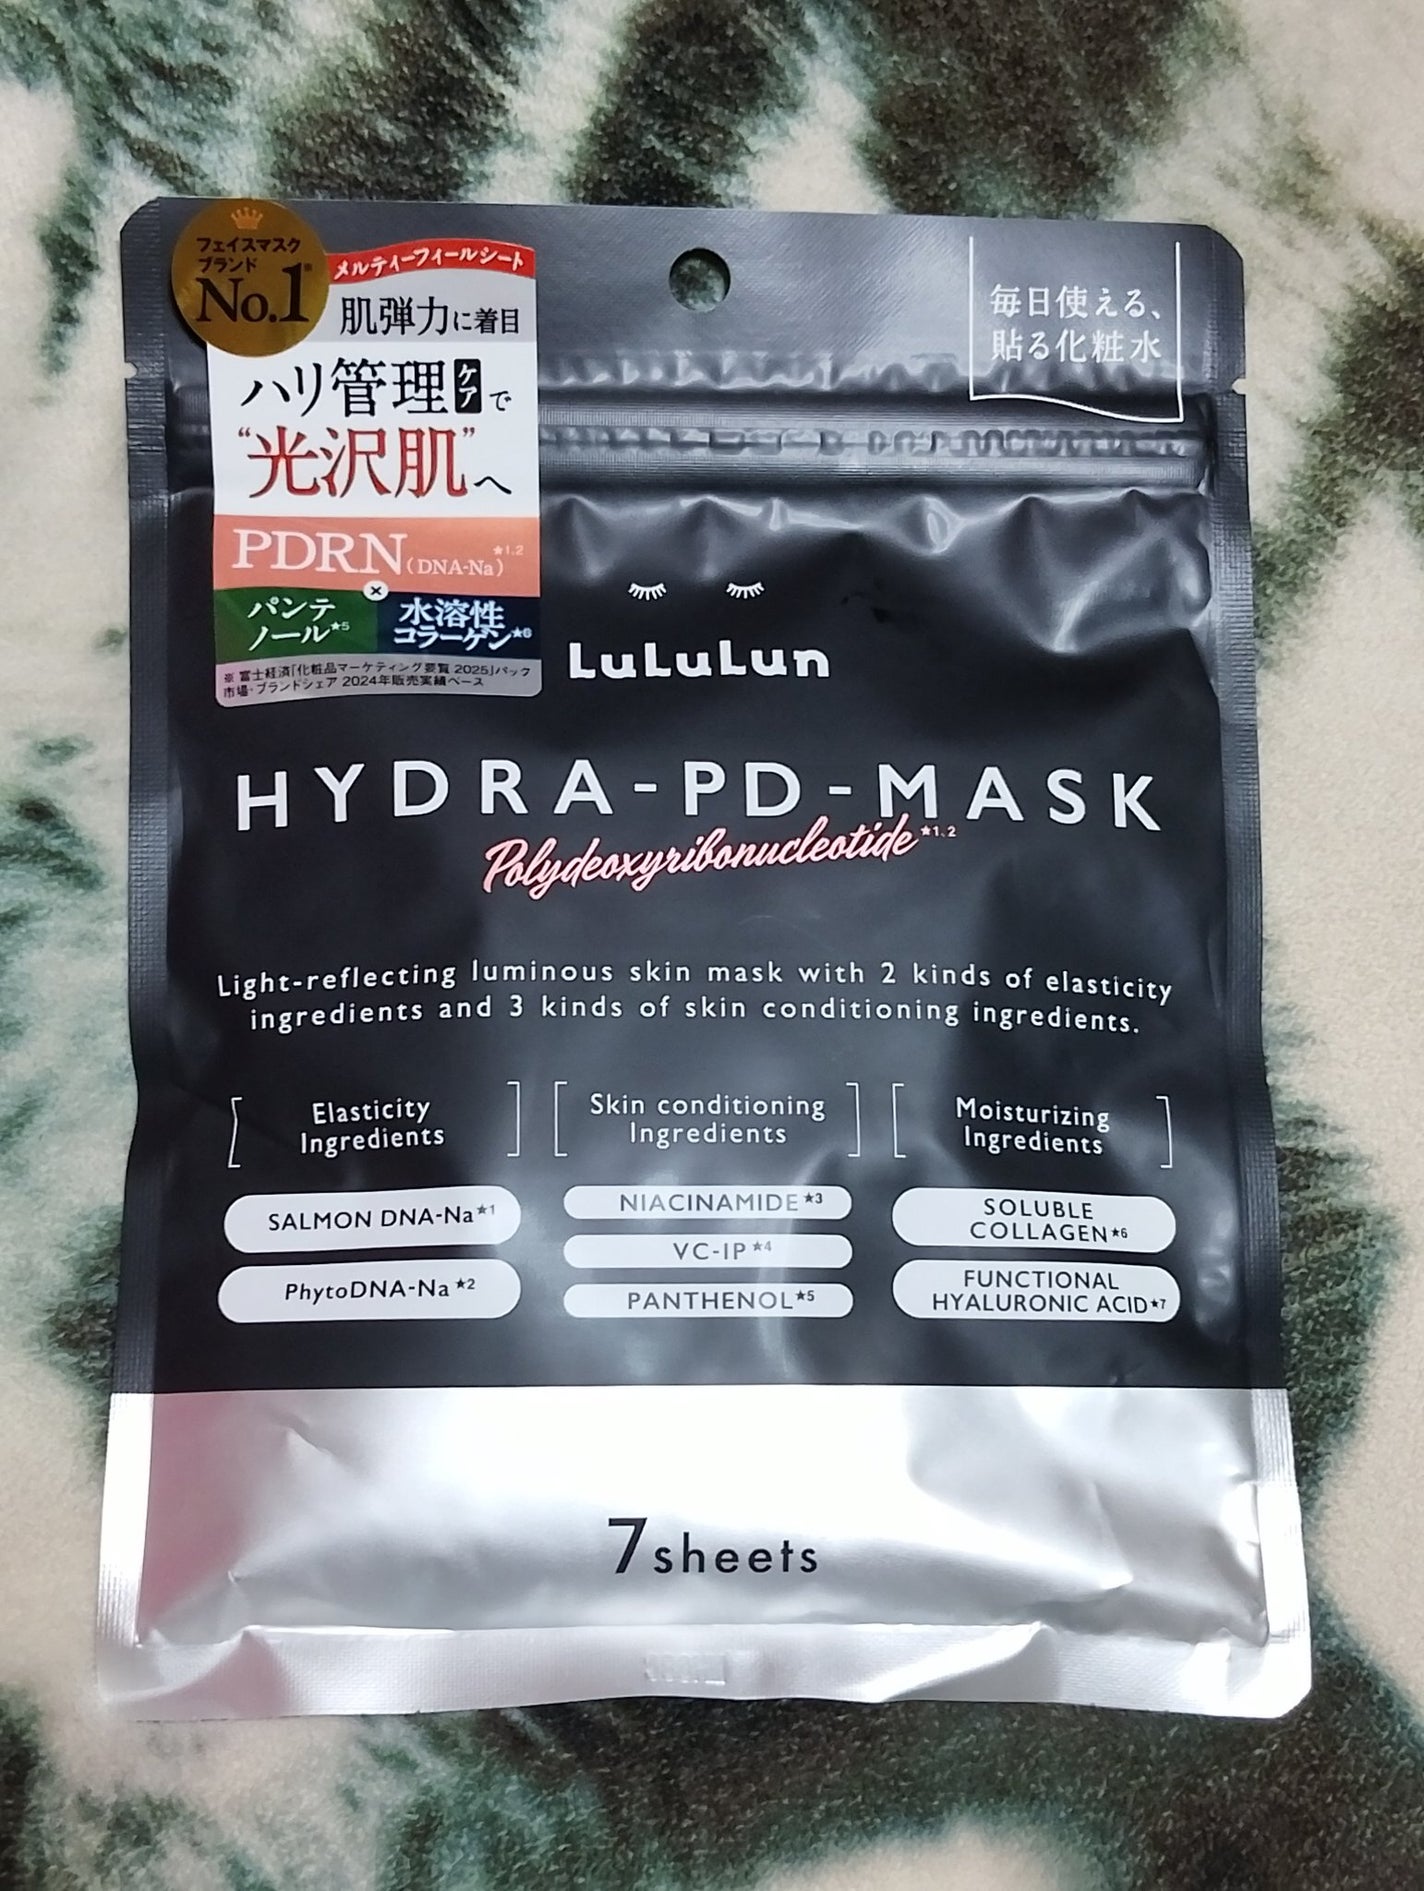 フェイスマスク
ブランド
No.1※
メルティーフィールシート
肌弾力に着目
ハリ管理ケアで
“光沢肌”へ
PDRN(DNA-Na)★1,2
×
パンテノール★5
水溶性コラーゲン★6
※ 富士経済「化粧品マーケティング要覧 2025」パック
市場・ブランドシェア 2024年販売実績ベース
毎日使える、
貼る化粧水
LuLuLun
HYDRA-PD-MASK
Polydeoxyribonucleotide★1,2
Light-reflecting luminous skin mask with 2 kinds of elasticity
ingredients and 3 kinds of skin conditioning ingredients.
Elasticity
Ingredients
SALMON DNA-Na★1
PhytoDNA-Na★2
Skin conditioning
Ingredients
NIACINAMIDE★3
VC-IP★4
PANTHENOL★5
Moisturizing
Ingredients
SOLUBLE
COLLAGEN★6
FUNCTIONAL
HYALURONIC ACID★7
7sheets